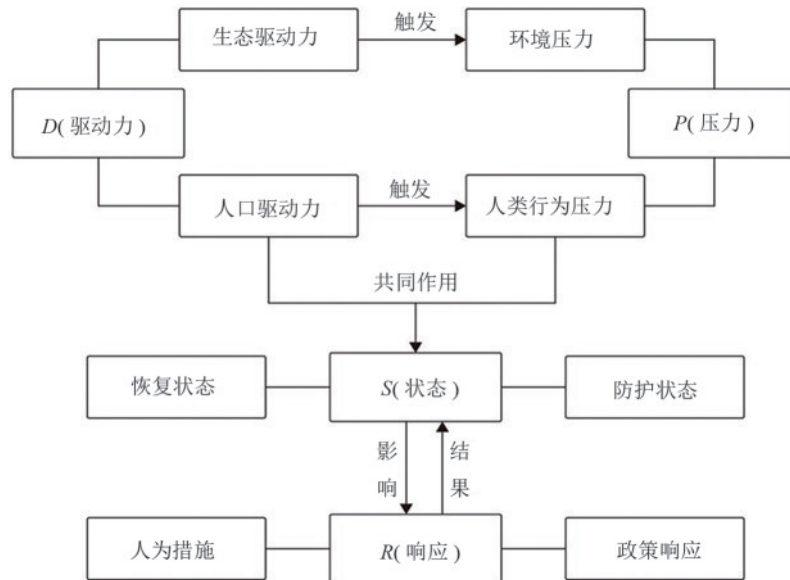 生态驱动力
触发
环境压力
D( 驱动力 )
P( 压力 )
人口驱动力
触发
人类行为压力
共同作用
恢复状态
S( 状态 )
防护状态
影响
结果
人为措施
R( 响应 )
政策响应